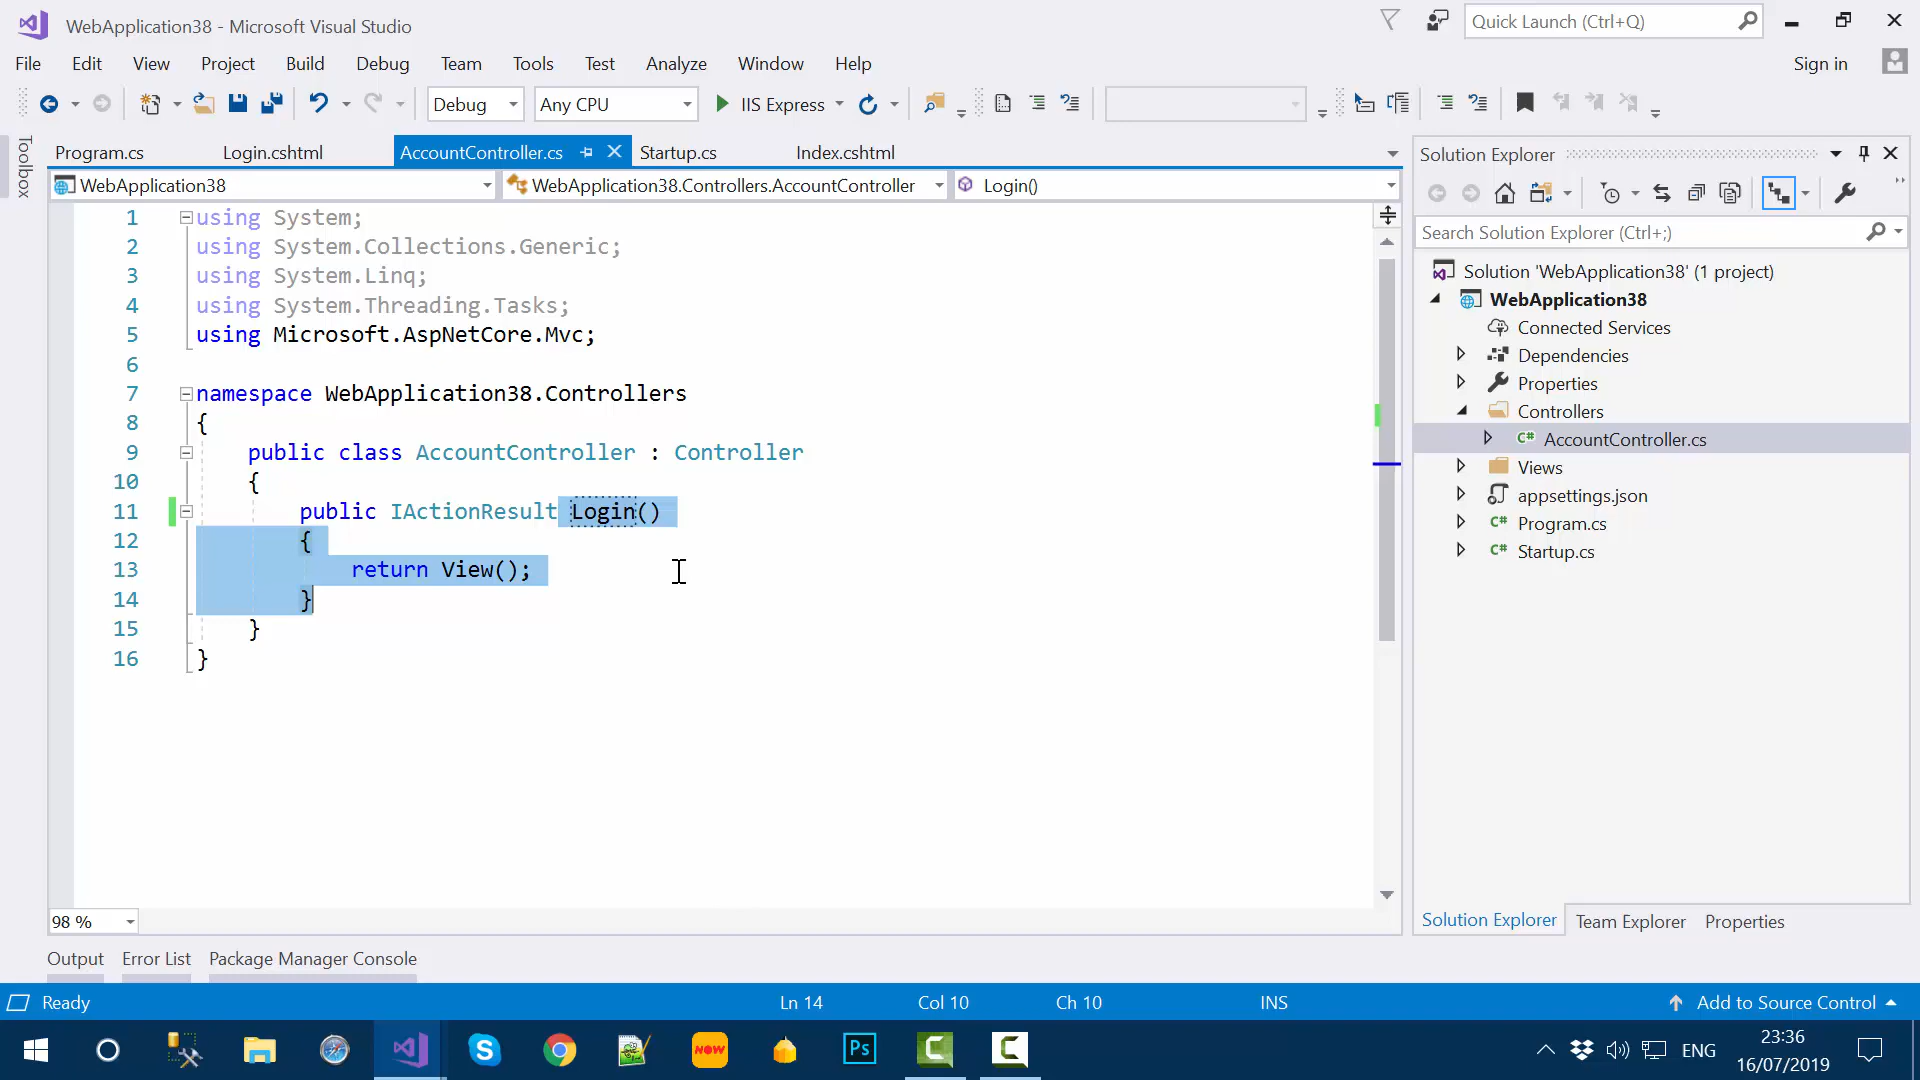 WebApplication38 - Microsoft Visual Studio
Quick Launch (Ctrl+Q)
File Edit View Project Build Debug Team Tools Test Analyze Window Help
Sign in
Debug Any CPU IIS Express
Toolbox
Program.cs Login.cshtml AccountController.cs Startup.cs Index.cshtml
WebApplication38 WebApplication38.Controllers.AccountController Login()
1 using System;
2 using System.Collections.Generic;
3 using System.Linq;
4 using System.Threading.Tasks;
5 using Microsoft.AspNetCore.Mvc;
6
7 namespace WebApplication38.Controllers
8 {
9 public class AccountController : Controller
10 {
11 public IActionResult Login()
12 {
13 return View();
14 }
15 }
16 }
98 %
Solution Explorer
Search Solution Explorer (Ctrl+;)
Solution 'WebApplication38' (1 project)
WebApplication38
Connected Services
Dependencies
Properties
Controllers
C# AccountController.cs
Views
appsettings.json
C# Program.cs
C# Startup.cs
Solution Explorer Team Explorer Properties
Output Error List Package Manager Console
Ready Ln 14 Col 10 Ch 10 INS Add to Source Control
NOW
Ps
ENG
23:36
16/07/2019